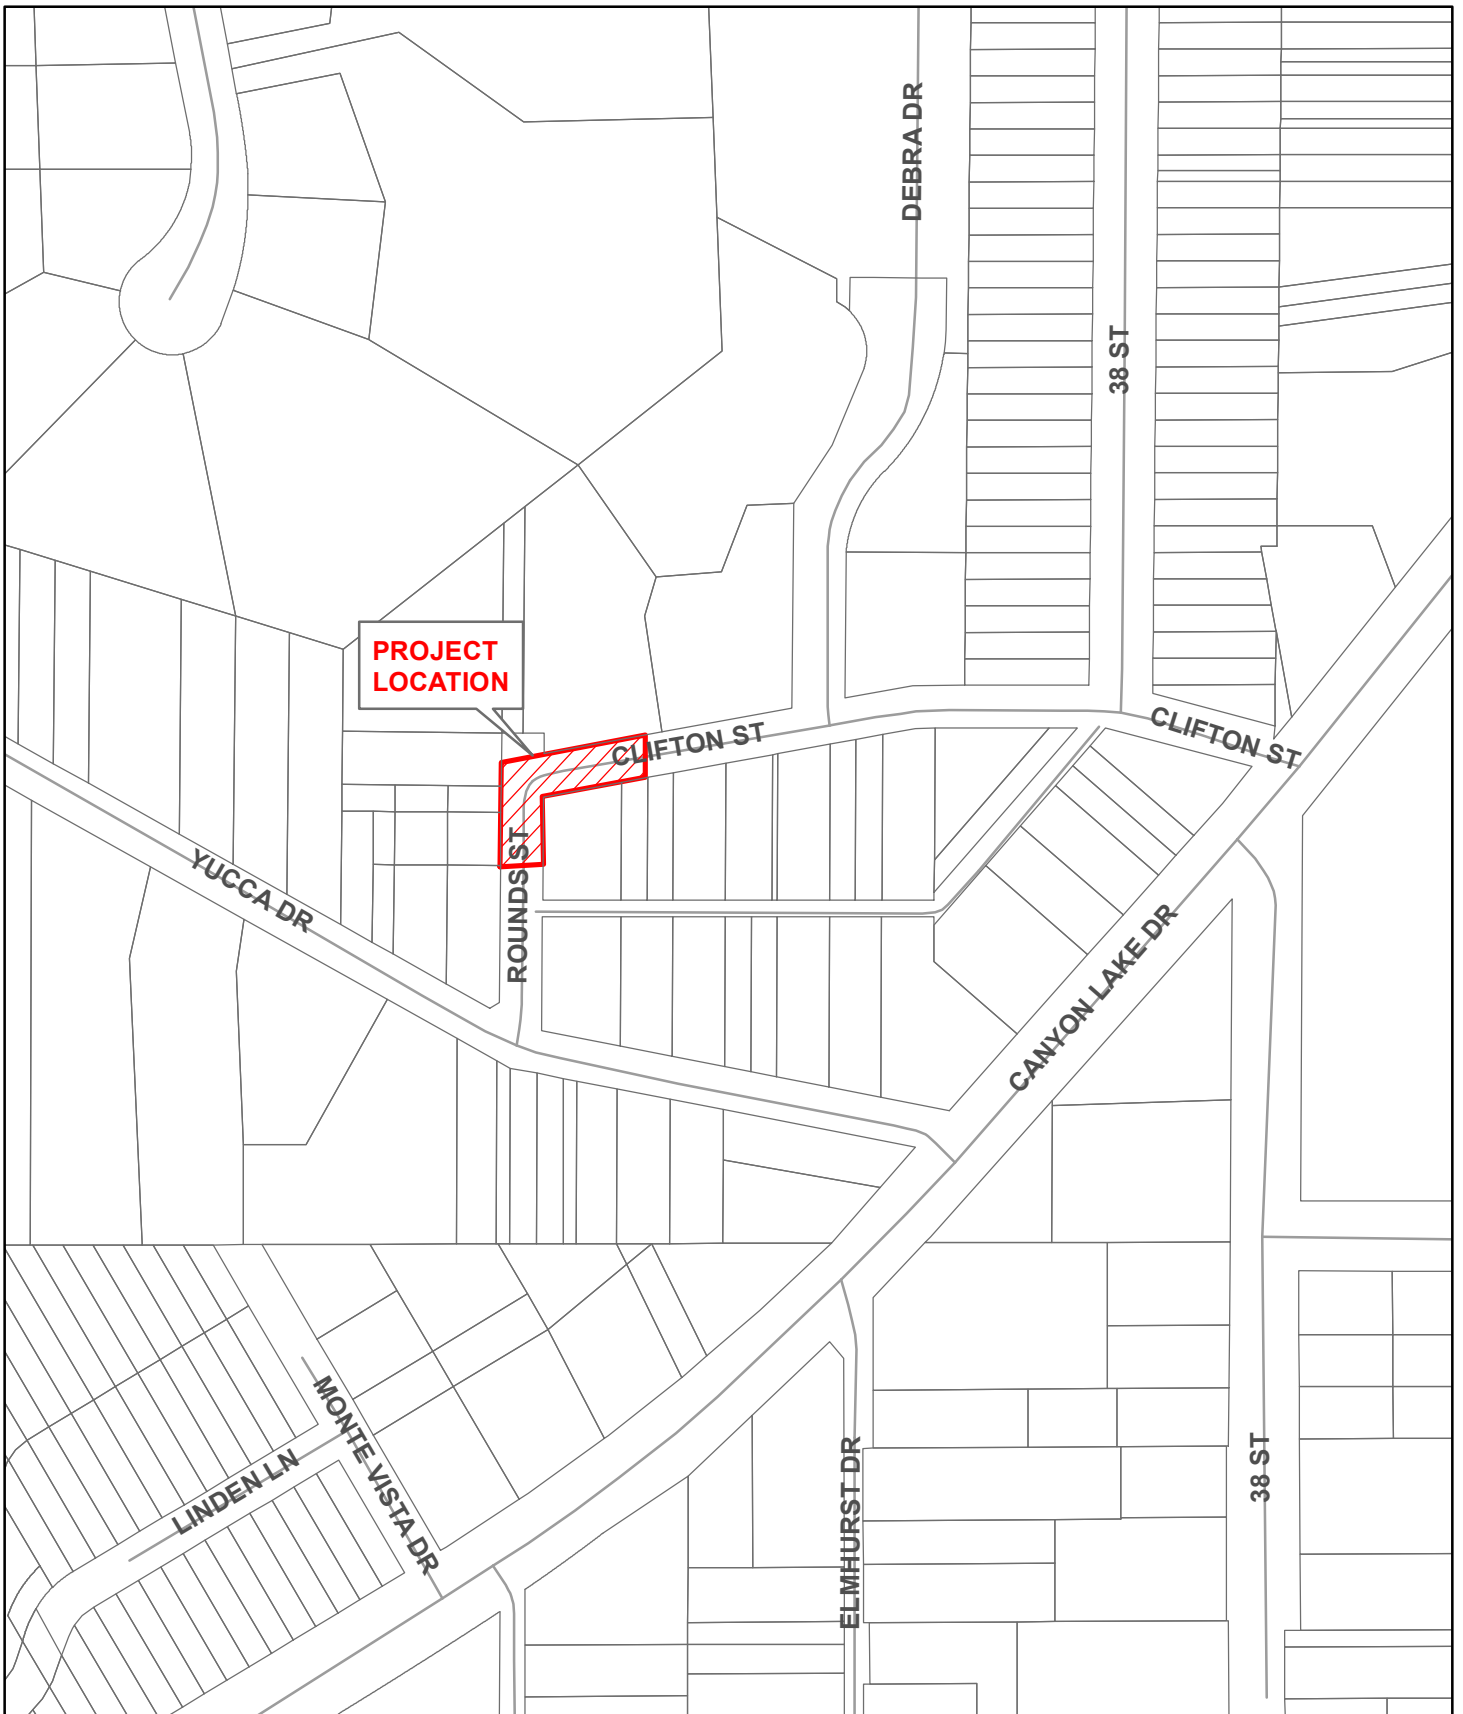 DEBRA DR
38 ST
PROJECT
LOCATION
CLIFTON ST
CLIFTON ST
YUCCA DR
ROUNDS ST
CANYON LAKE DR
MONTE VISTA DR
LINDEN LN
ELMHURST DR
38 ST